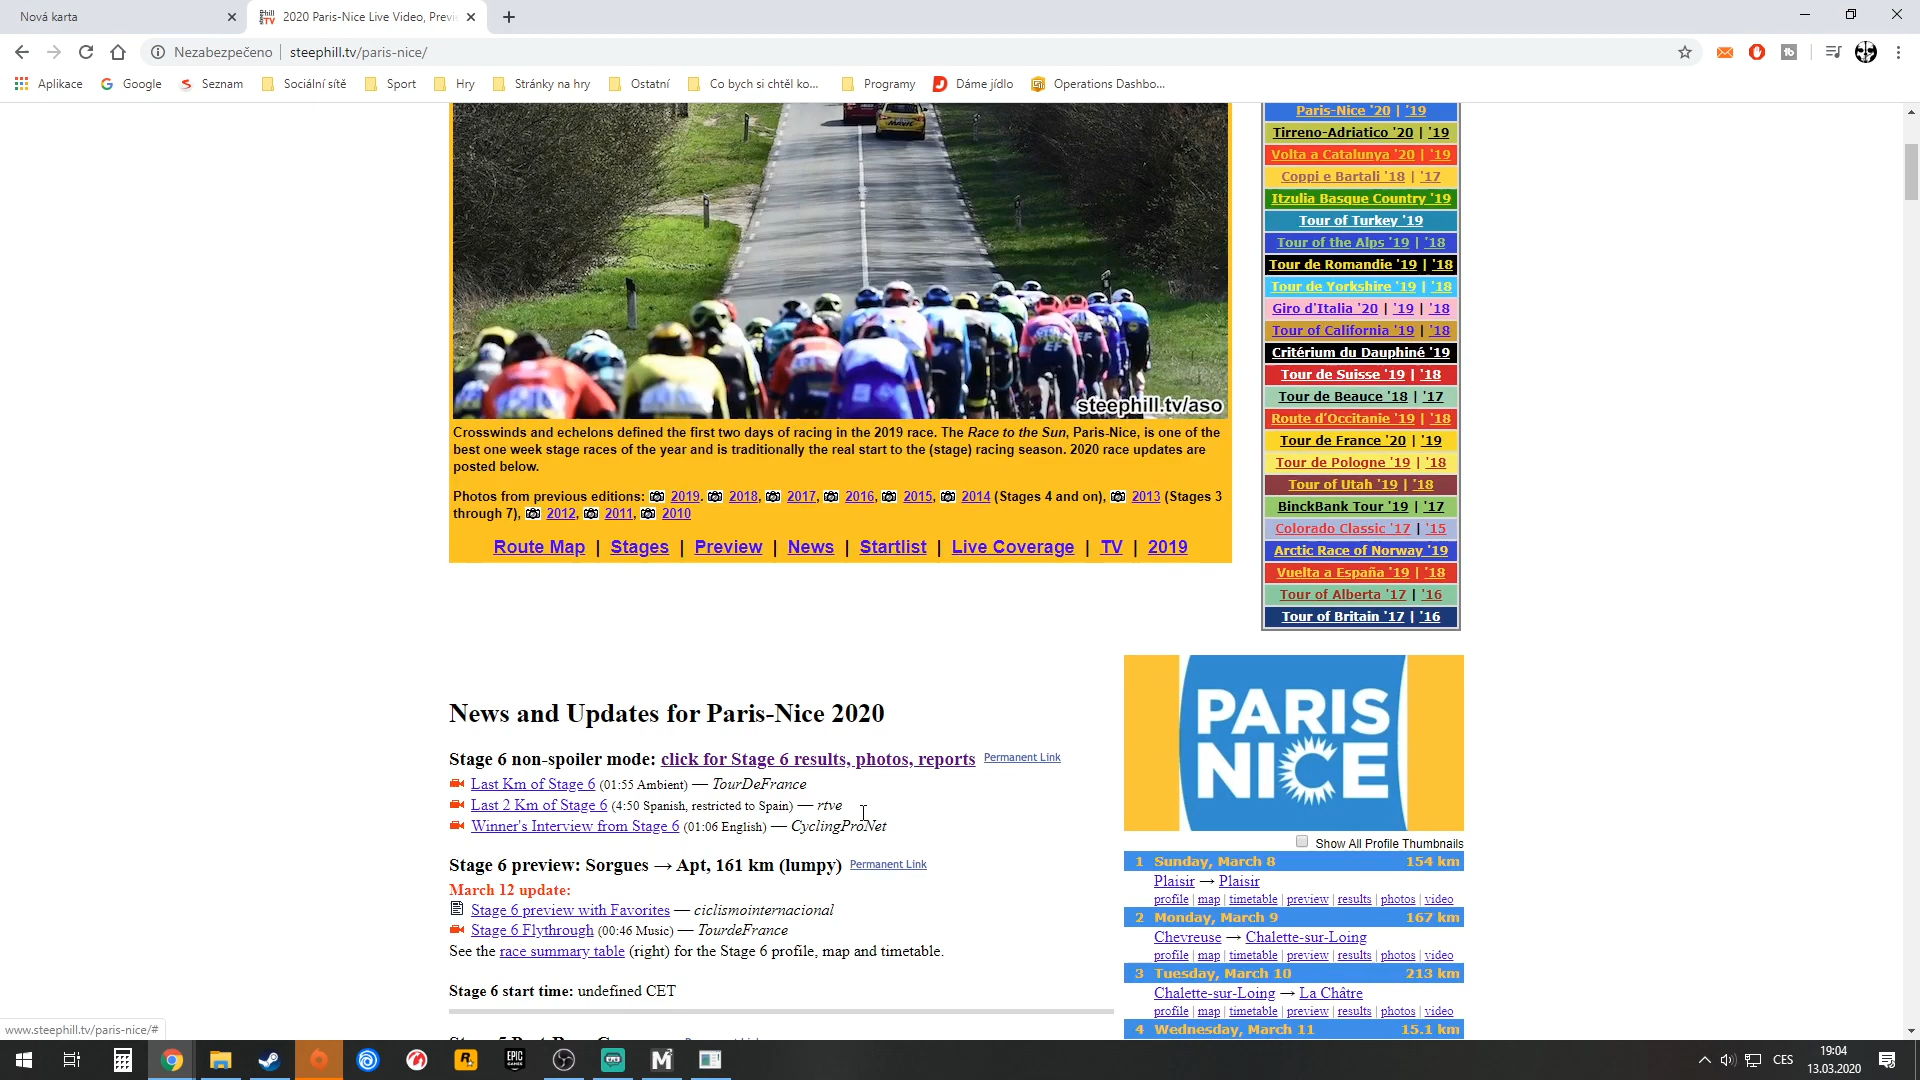 Nová karta
2020 Paris-Nice Live Video, Previ
Nezabezpečeno | steephill.tv/paris-nice/
Aplikace Google Seznam Sociální sítě Sport Hry Stránky na hry Ostatní Co bych si chtěl ko... Programy Dáme jídlo Operations Dashbo...
steephill.tv/aso
Crosswinds and echelons defined the first two days of racing in the 2019 race. The Race to the Sun, Paris-Nice, is one of the
best one week stage races of the year and is traditionally the real start to the (stage) racing season. 2020 race updates are
posted below.
Photos from previous editions: 2019. 2018, 2017, 2016, 2015, 2014 (Stages 4 and on), 2013 (Stages 3
through 7), 2012, 2011, 2010
Route Map | Stages | Preview | News | Startlist | Live Coverage | TV | 2019
Paris-Nice '20 | '19
Tirreno-Adriatico '20 | '19
Volta a Catalunya '20 | '19
Coppi e Bartali '18 | '17
Itzulia Basque Country '19
Tour of Turkey '19
Tour of the Alps '19 | '18
Tour de Romandie '19 | '18
Tour de Yorkshire '19 | '18
Giro d'Italia '20 | '19 | '18
Tour of California '19 | '18
Critérium du Dauphiné '19
Tour de Suisse '19 | '18
Tour de Beauce '18 | '17
Route d'Occitanie '19 | '18
Tour de France '20 | '19
Tour de Pologne '19 | '18
Tour of Utah '19 | '18
BinckBank Tour '19 | '17
Colorado Classic '17 | '15
Arctic Race of Norway '19
Vuelta a España '19 | '18
Tour of Alberta '17 | '16
Tour of Britain '17 | '16
News and Updates for Paris-Nice 2020
Stage 6 non-spoiler mode: click for Stage 6 results, photos, reports Permanent Link
Last Km of Stage 6 (01:55 Ambient) — TourDeFrance
Last 2 Km of Stage 6 (4:50 Spanish, restricted to Spain) — rtve
Winner's Interview from Stage 6 (01:06 English) — CyclingProNet
Stage 6 preview: Sorgues → Apt, 161 km (lumpy) Permanent Link
March 12 update:
Stage 6 preview with Favorites — ciclismointernacional
Stage 6 Flythrough (00:46 Music) — TourdeFrance
See the race summary table (right) for the Stage 6 profile, map and timetable.
Stage 6 start time: undefined CET
PARIS
NICE
Show All Profile Thumbnails
1 Sunday, March 8 154 km
Plaisir → Plaisir
profile | map | timetable | preview | results | photos | video
2 Monday, March 9 167 km
Chevreuse → Chalette-sur-Loing
profile | map | timetable | preview | results | photos | video
3 Tuesday, March 10 213 km
Chalette-sur-Loing → La Châtre
profile | map | timetable | preview | results | photos | video
4 Wednesday, March 11 15.1 km
www.steephill.tv/paris-nice/#
CES
19:04
13.03.2020